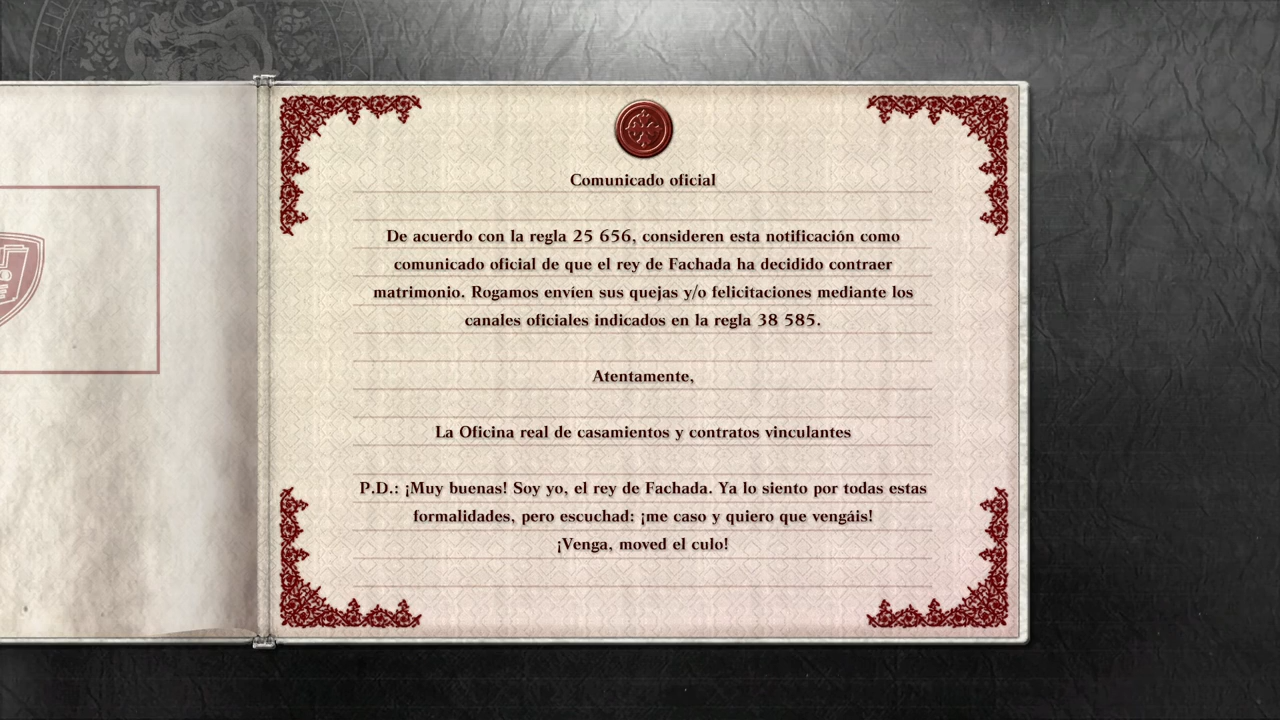 Comunicado oficial
De acuerdo con la regla 25 656, consideren esta notificación como
comunicado oficial de que el rey de Fachada ha decidido contraer
matrimonio. Rogamos envíen sus quejas y/o felicitaciones mediante los
canales oficiales indicados en la regla 38 585.
Atentamente,
La Oficina real de casamientos y contratos vinculantes
P.D.: ¡Muy buenas! Soy yo, el rey de Fachada. Ya lo siento por todas estas
formalidades, pero escuchad: ¡me caso y quiero que vengáis!
¡Venga, moved el culo!